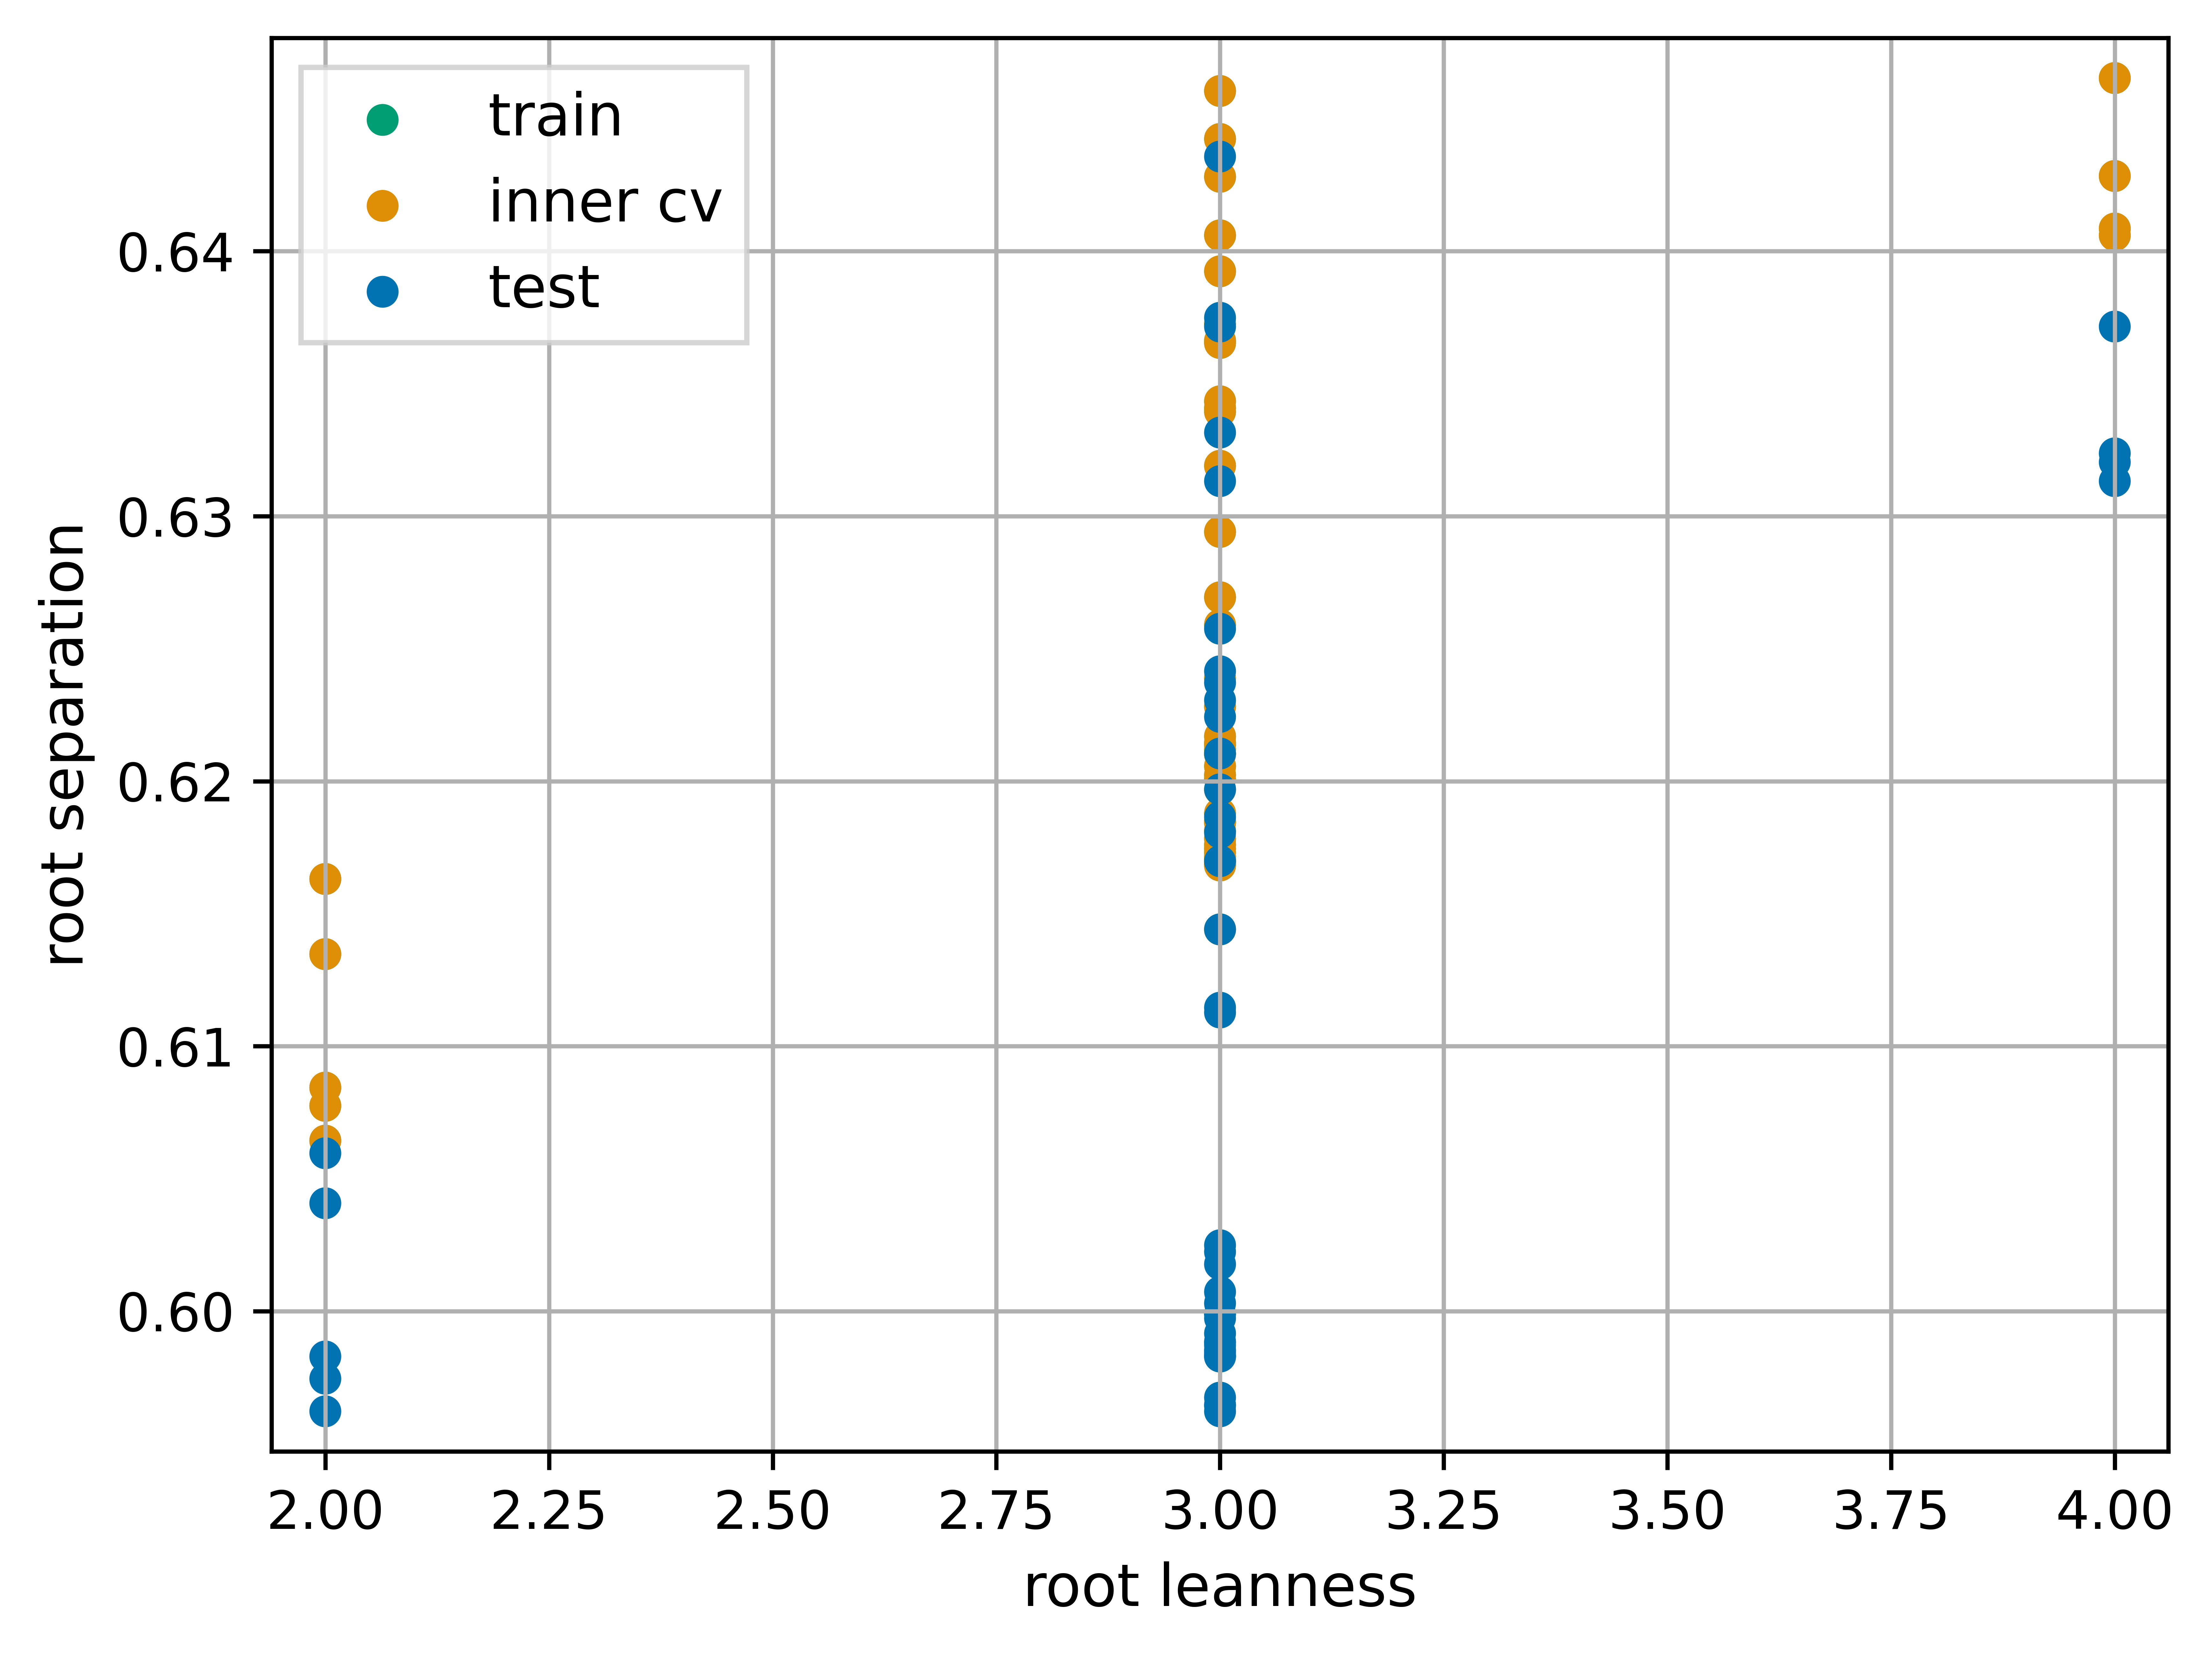 train
inner cv
test
0.64
0.63
0.62
0.61
0.60
root separation
2.00 2.25 2.50 2.75 3.00 3.25 3.50 3.75 4.00
root leanness